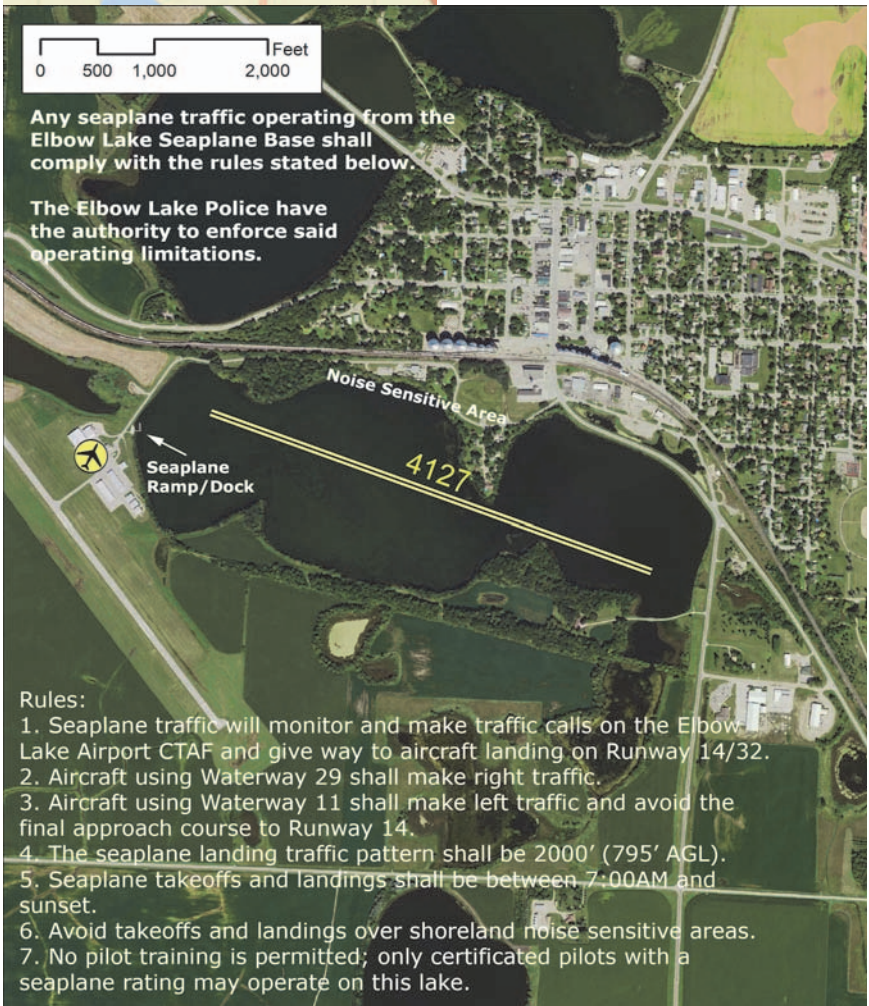 Feet
0 500 1,000 2,000
Any seaplane traffic operating from the
Elbow Lake Seaplane Base shall
comply with the rules stated below.
The Elbow Lake Police have
the authority to enforce said
operating limitations.
Noise Sensitive Area
4127
Seaplane
Ramp/Dock
Rules:
1. Seaplane traffic will monitor and make traffic calls on the Elbow
Lake Airport CTAF and give way to aircraft landing on Runway 14/32.
2. Aircraft using Waterway 29 shall make right traffic.
3. Aircraft using Waterway 11 shall make left traffic and avoid the
final approach course to Runway 14.
4. The seaplane landing traffic pattern shall be 2000’ (795’ AGL).
5. Seaplane takeoffs and landings shall be between 7:00AM and
sunset.
6. Avoid takeoffs and landings over shoreland noise sensitive areas.
7. No pilot training is permitted; only certificated pilots with a
seaplane rating may operate on this lake.